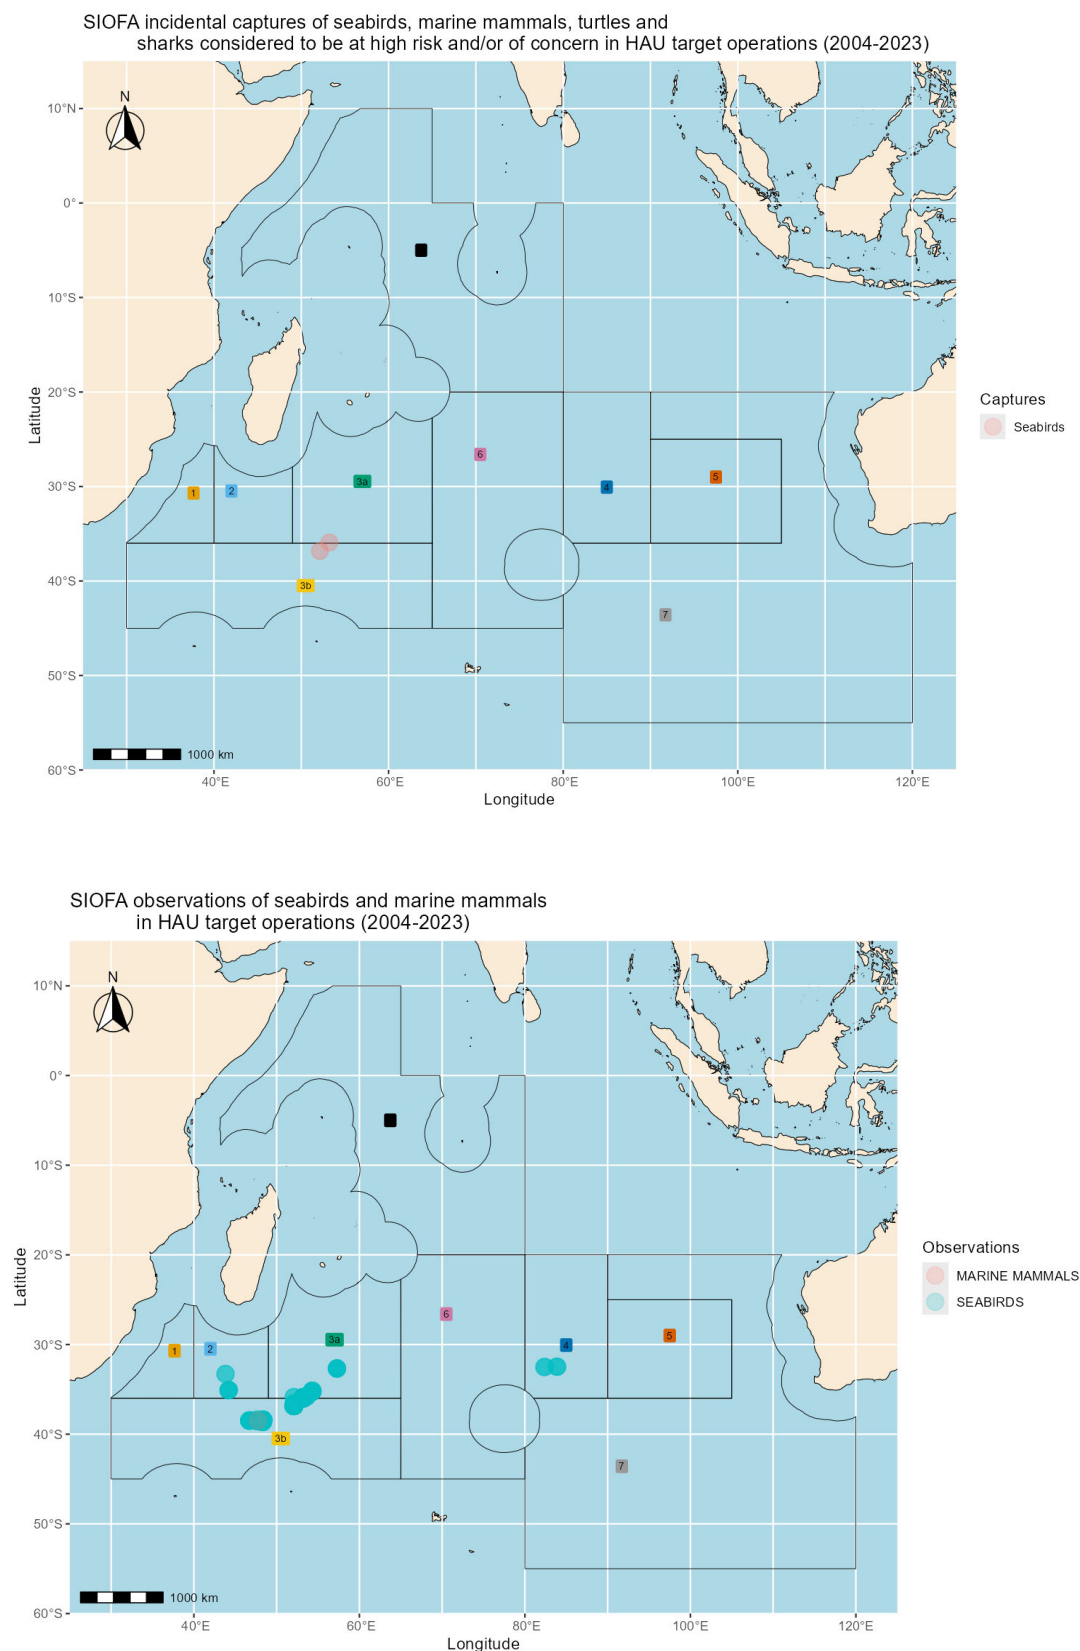 SIOFA incidental captures of seabirds, marine mammals, turtles and
sharks considered to be at high risk and/or of concern in HAU target operations (2004-2023)
N
10°N
0°
10°S
20°S
30°S
40°S
50°S
60°S
Latitude
6
3a
1
2
4
5
3b
7
1000 km
40°E
60°E
80°E
100°E
120°E
Longitude
Captures
Seabirds
SIOFA observations of seabirds and marine mammals
in HAU target operations (2004-2023)
N
10°N
0°
10°S
20°S
30°S
40°S
50°S
60°S
Latitude
6
3a
1
2
4
5
3b
7
1000 km
40°E
60°E
80°E
100°E
120°E
Longitude
Observations
MARINE MAMMALS
SEABIRDS